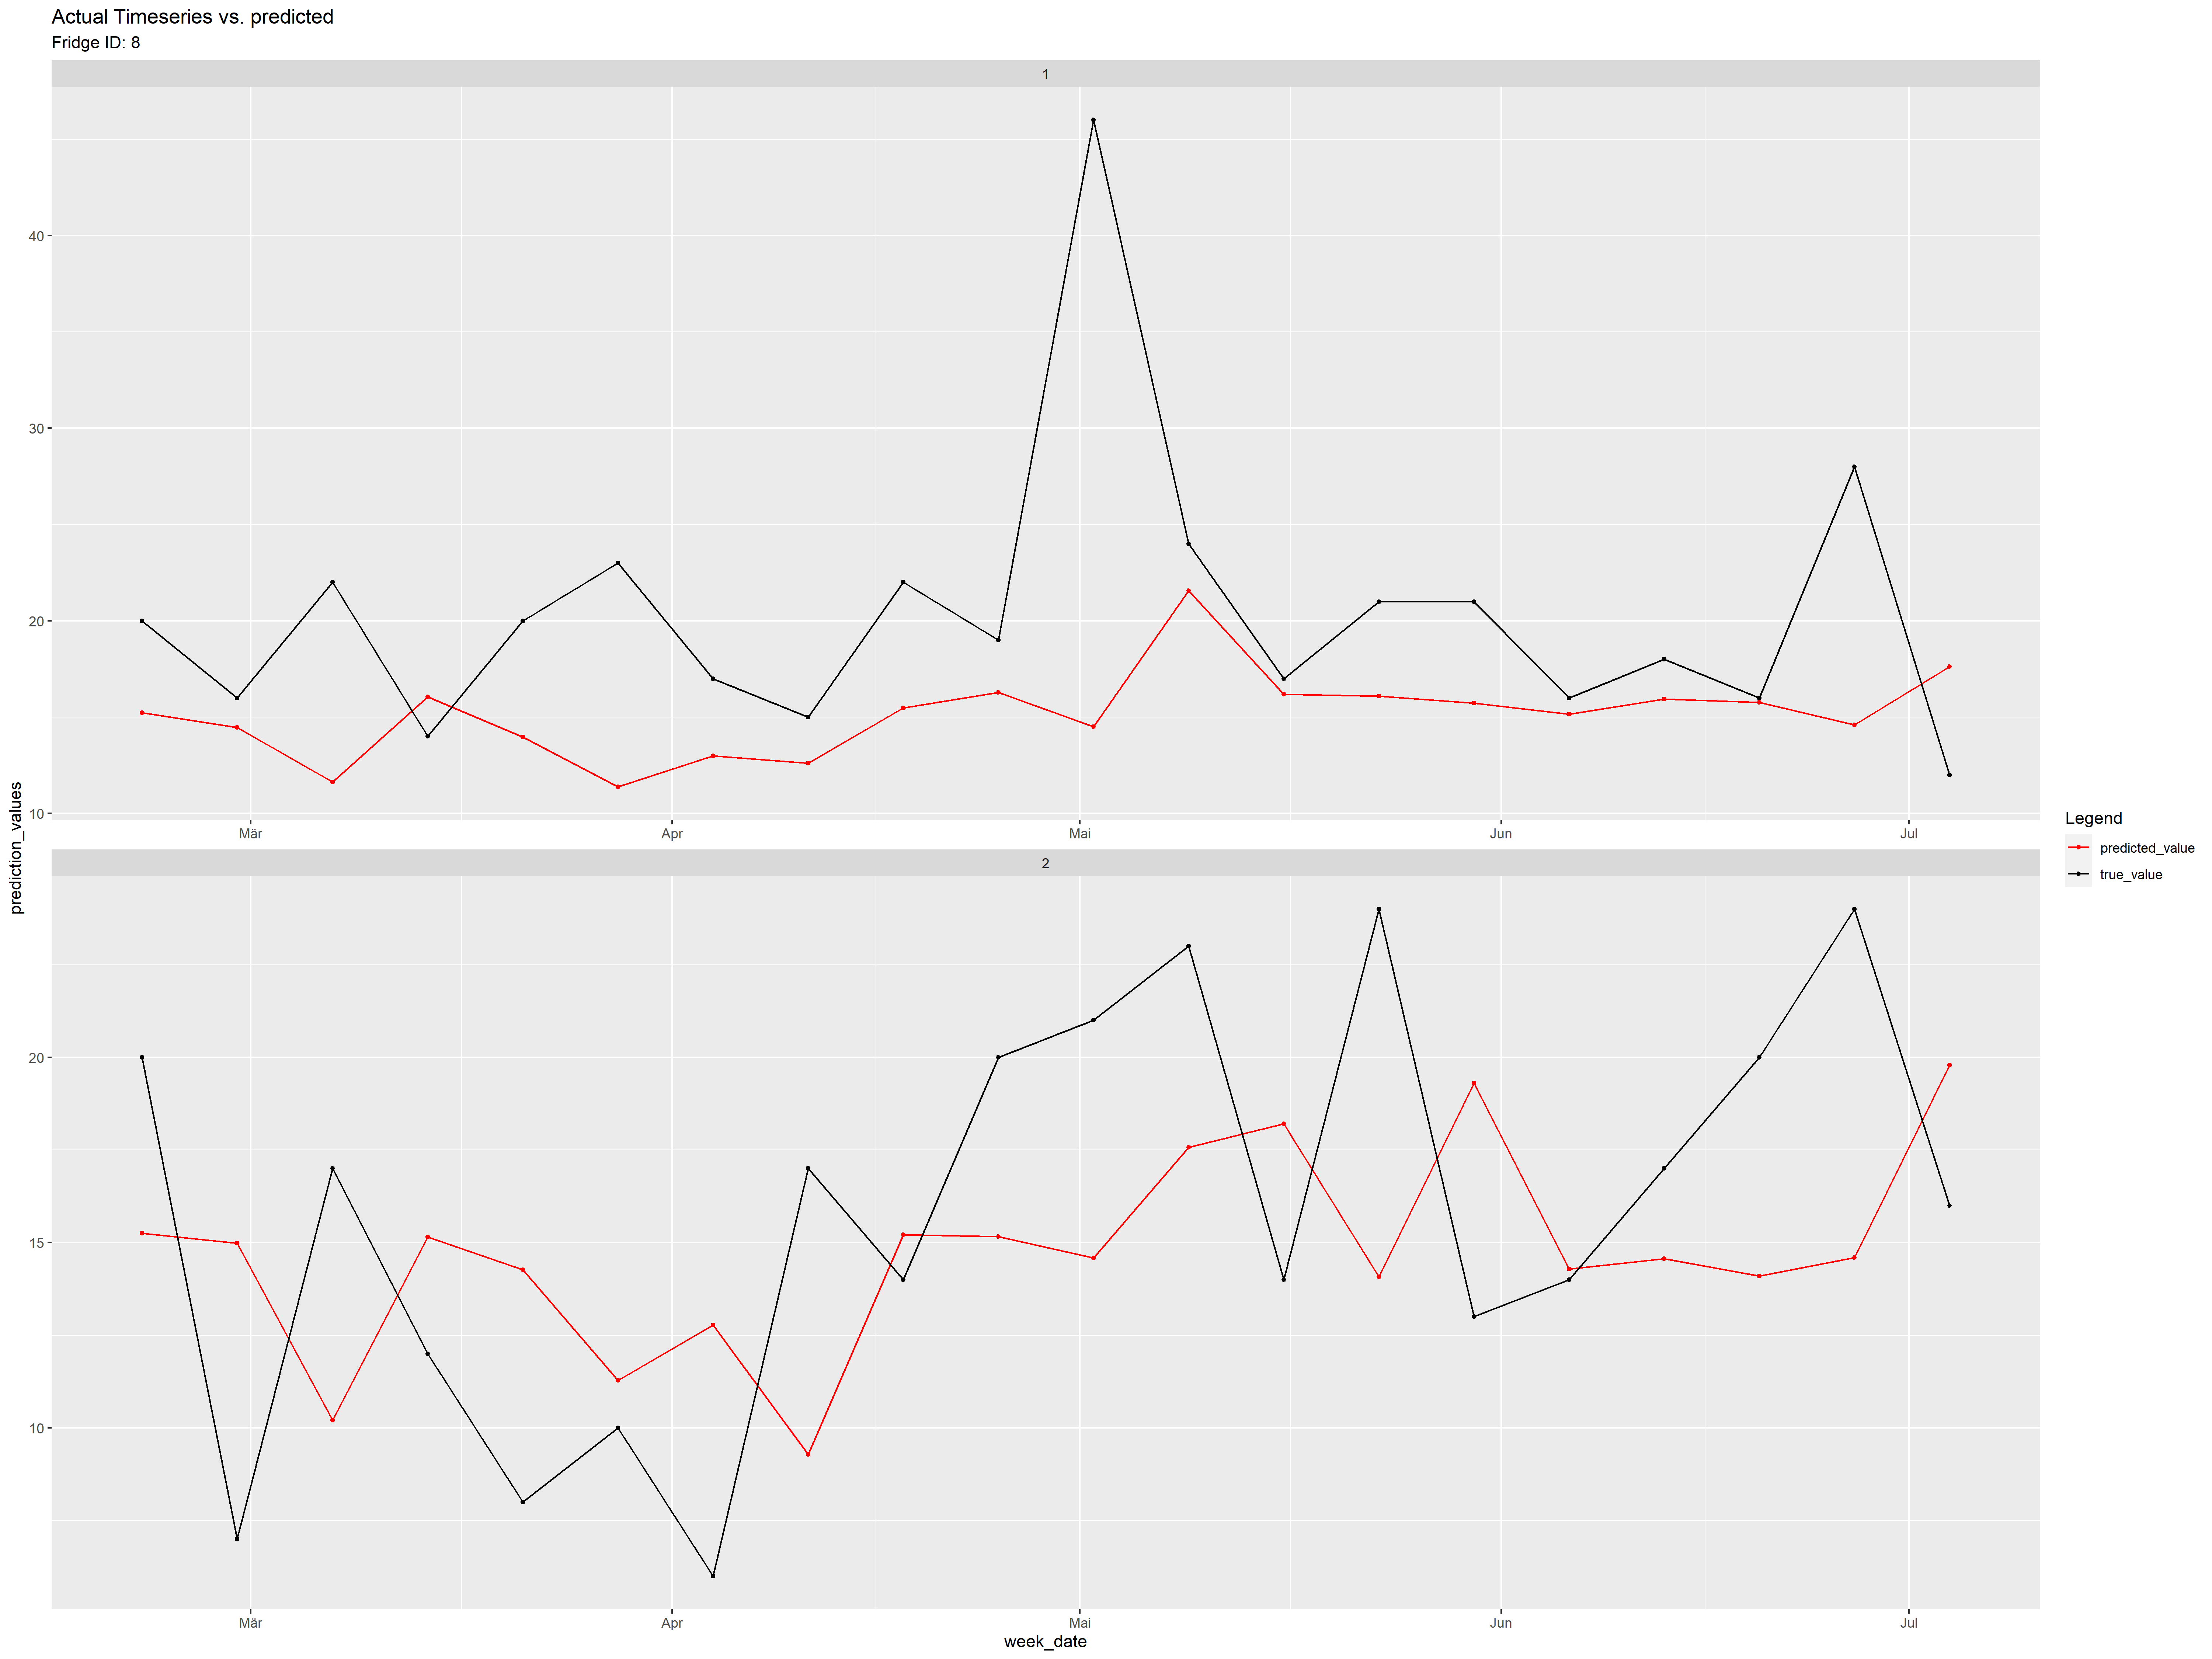 Actual Timeseries vs. predicted
Fridge ID: 8
1
40
30
20
10
Mär Apr Mai Jun Jul
prediction_values
2
20
15
10
Mär Apr Mai Jun Jul
week_date
Legend
predicted_value
true_value